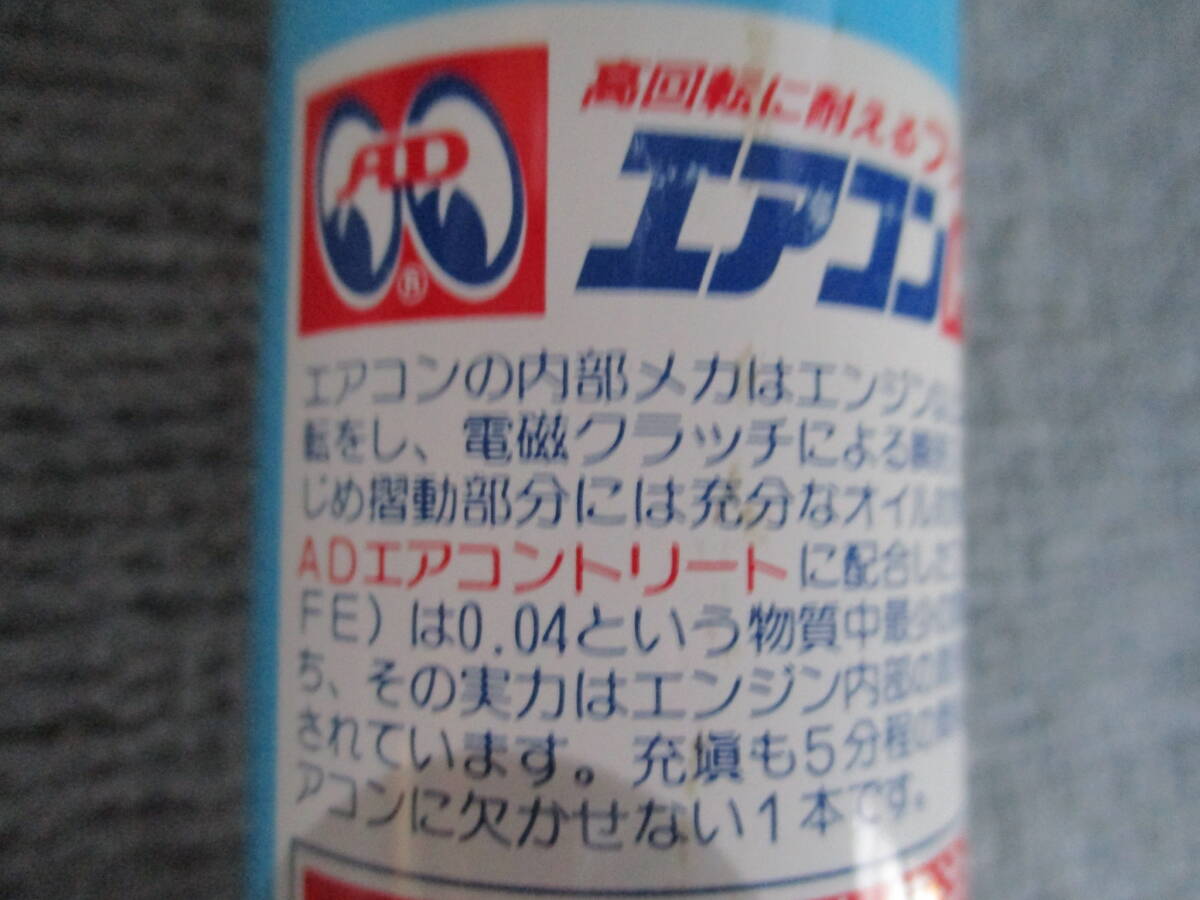 AD
®
高回転に耐える
エアコン
エアコンの内部メカはエンジン
転をし、電磁クラッチによる
じめ摺動部分には充分なオイル
ADエアコントリートに配合した
FE)は0.04という物質中最少の
ち、その実力はエンジン内部の
されています。充塡も5分程の
アコンに欠かせない1本です。